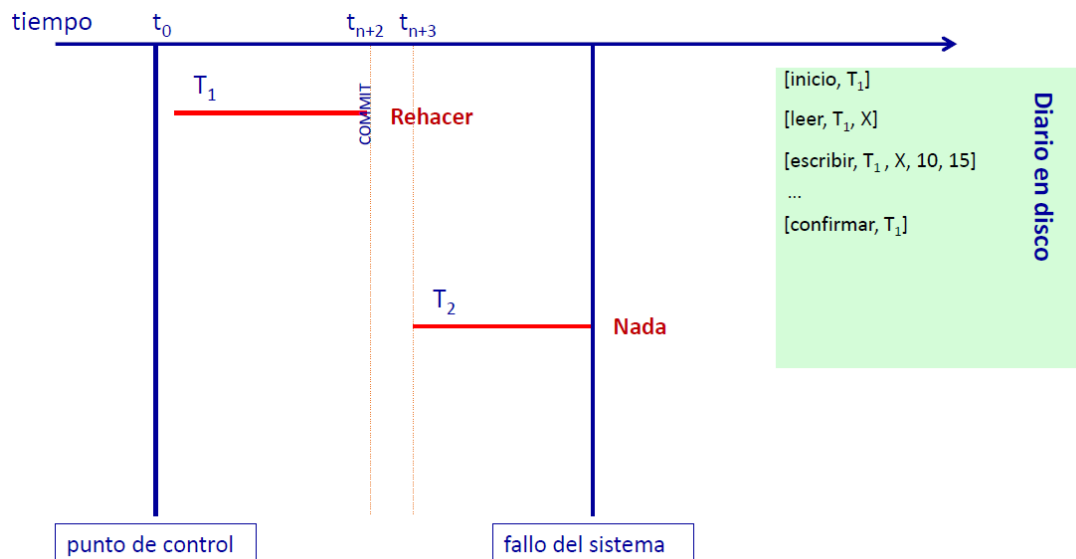 tiempo t₀ tₙ₊₂ tₙ₊₃
T₁
COMMIT
Rehacer
T₂
Nada
[inicio, T₁]
[leer, T₁, X]
[escribir, T₁ , X, 10, 15]
...
[confirmar, T₁]
Diario en disco
punto de control
fallo del sistema